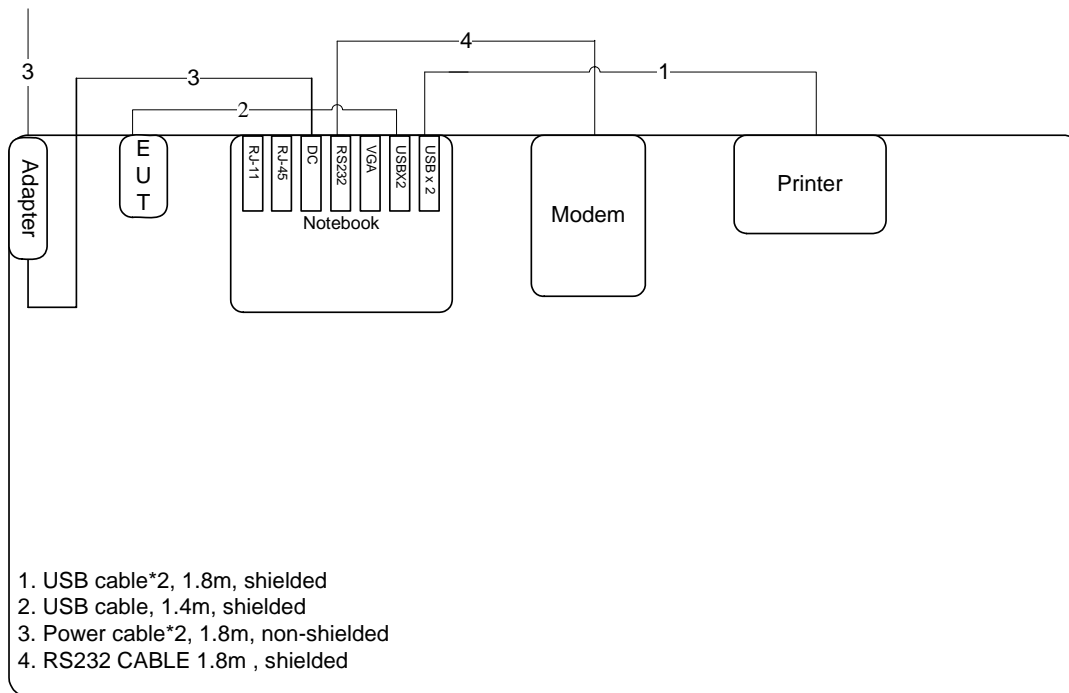 4
3
3
1
2
Adapter
E
U
T
RJ-11
RJ-45
DC
RS232
VGA
USBX2
USB x 2
Notebook
Modem
Printer
1. USB cable*2, 1.8m, shielded
2. USB cable, 1.4m, shielded
3. Power cable*2, 1.8m, non-shielded
4. RS232 CABLE 1.8m , shielded